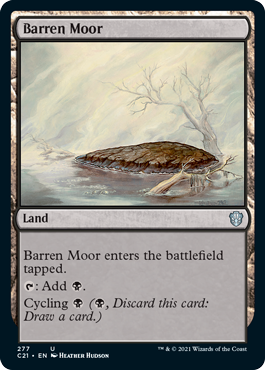 Barren Moor
Land
Barren Moor enters the battlefield
tapped.
: Add .
Cycling  (, Discard this card:
Draw a card.)
277 U
C21 • EN HEATHER HUDSON
™ & © 2021 Wizards of the Coast